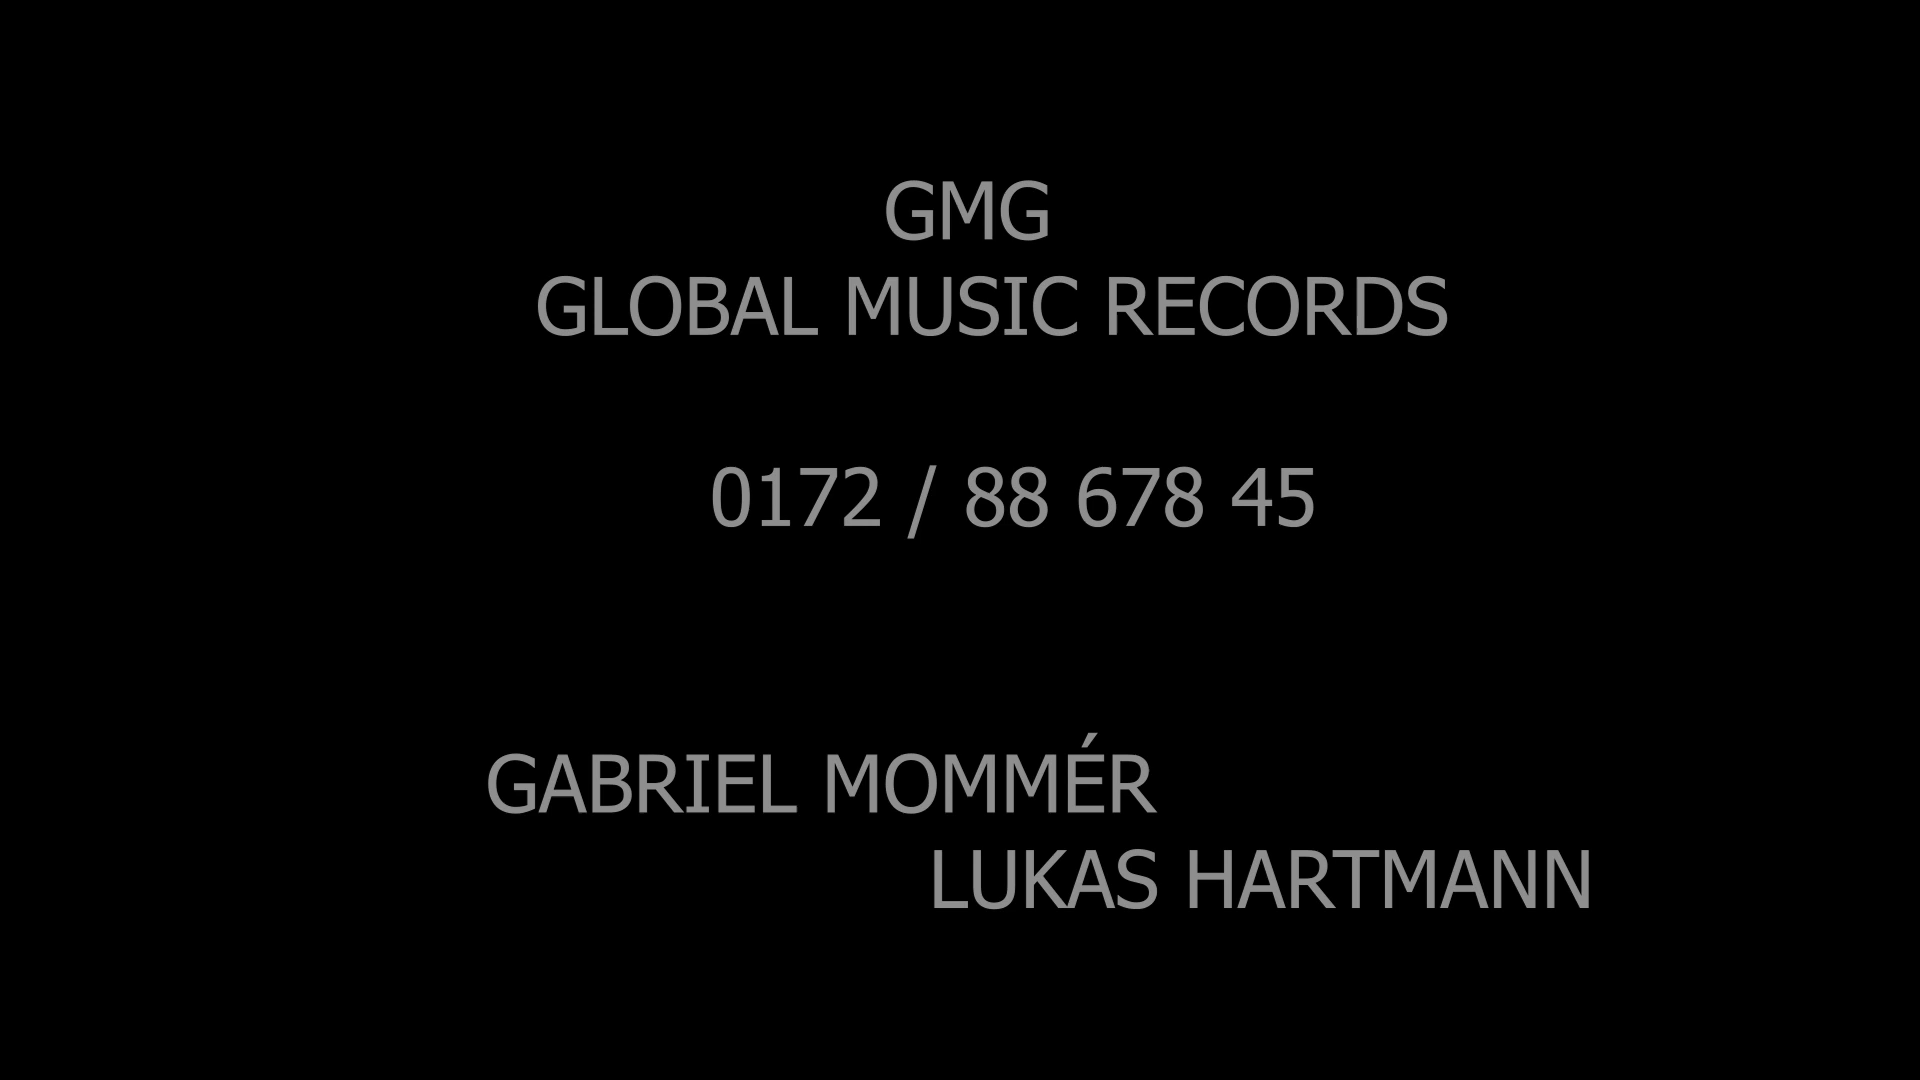 GMG
GLOBAL MUSIC RECORDS
0172 / 88 678 45
GABRIEL MOMMÉR
LUKAS HARTMANN